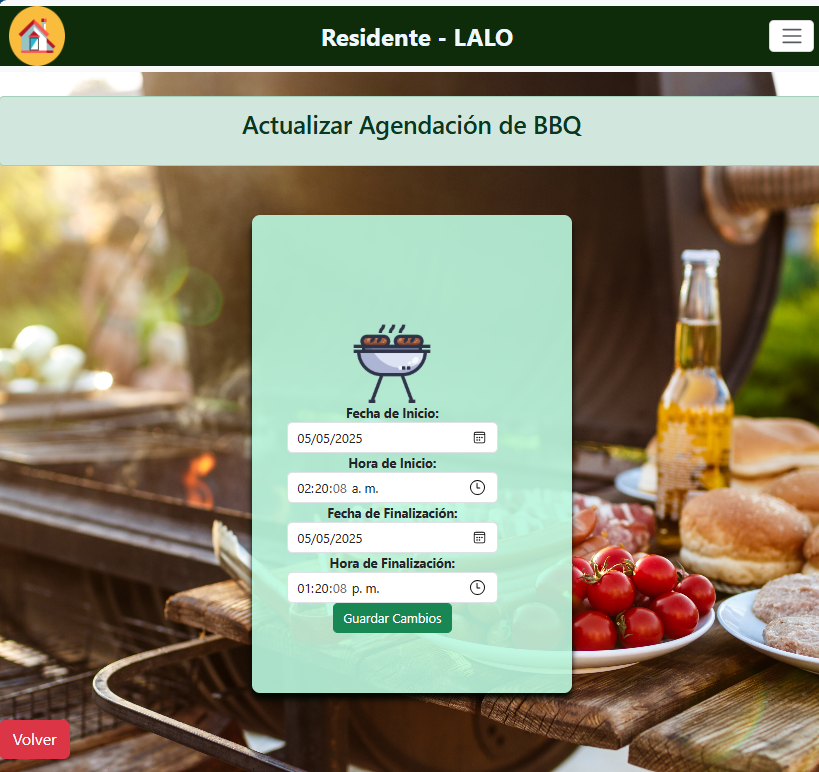 Residente - LALO
Actualizar Agendación de BBQ
Fecha de Inicio:
05/05/2025
Hora de Inicio:
02:20:08 a. m.
Fecha de Finalización:
05/05/2025
Hora de Finalización:
01:20:08 p. m.
Guardar Cambios
Volver